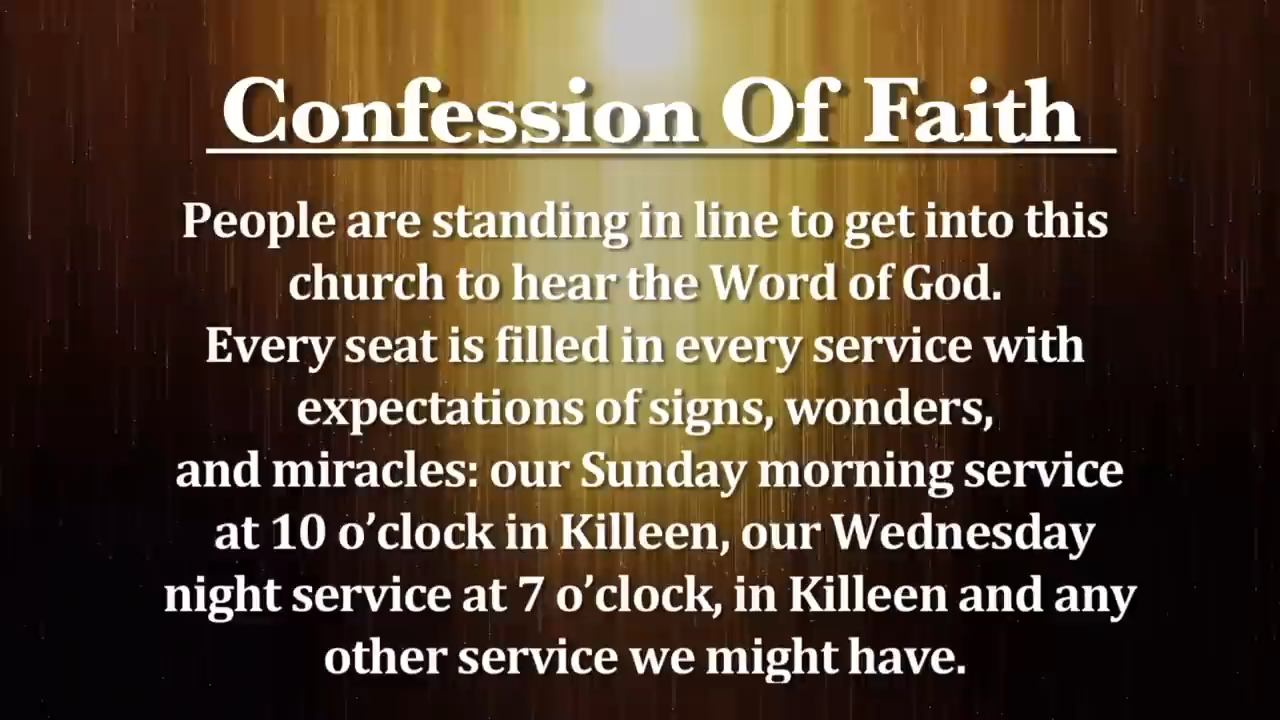 Confession Of Faith
People are standing in line to get into this
church to hear the Word of God.
Every seat is filled in every service with
expectations of signs, wonders,
and miracles: our Sunday morning service
at 10 o’clock in Killeen, our Wednesday
night service at 7 o’clock, in Killeen and any
other service we might have.